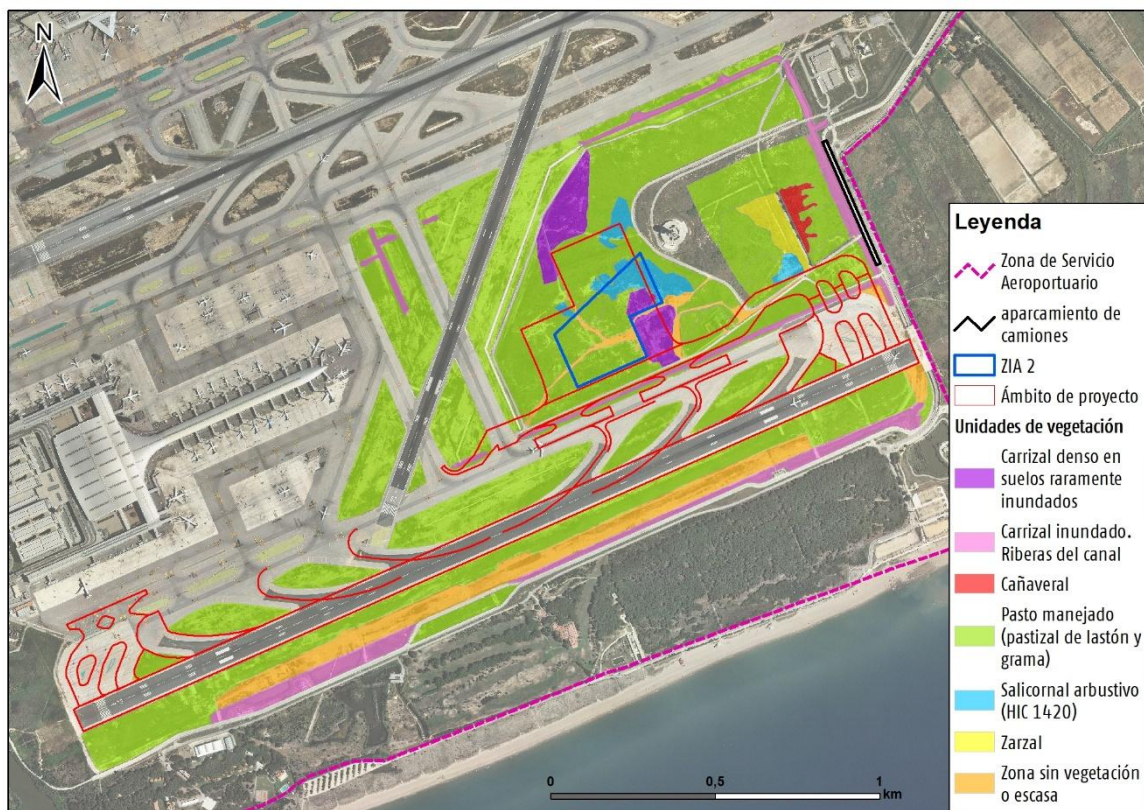 N
Leyenda
Zona de Servicio
Aeroportuario
aparcamiento de
camiones
ZIA 2
Ámbito de proyecto
Unidades de vegetación
Carrizal denso en
suelos raramente
inundados
Carrizal inundado.
Riberas del canal
Cañaveral
Pasto manejado
(pastizal de lastón y
grama)
Salicornal arbustivo
(HIC 1420)
Zarzal
Zona sin vegetación
o escasa
0 0,5 1
km